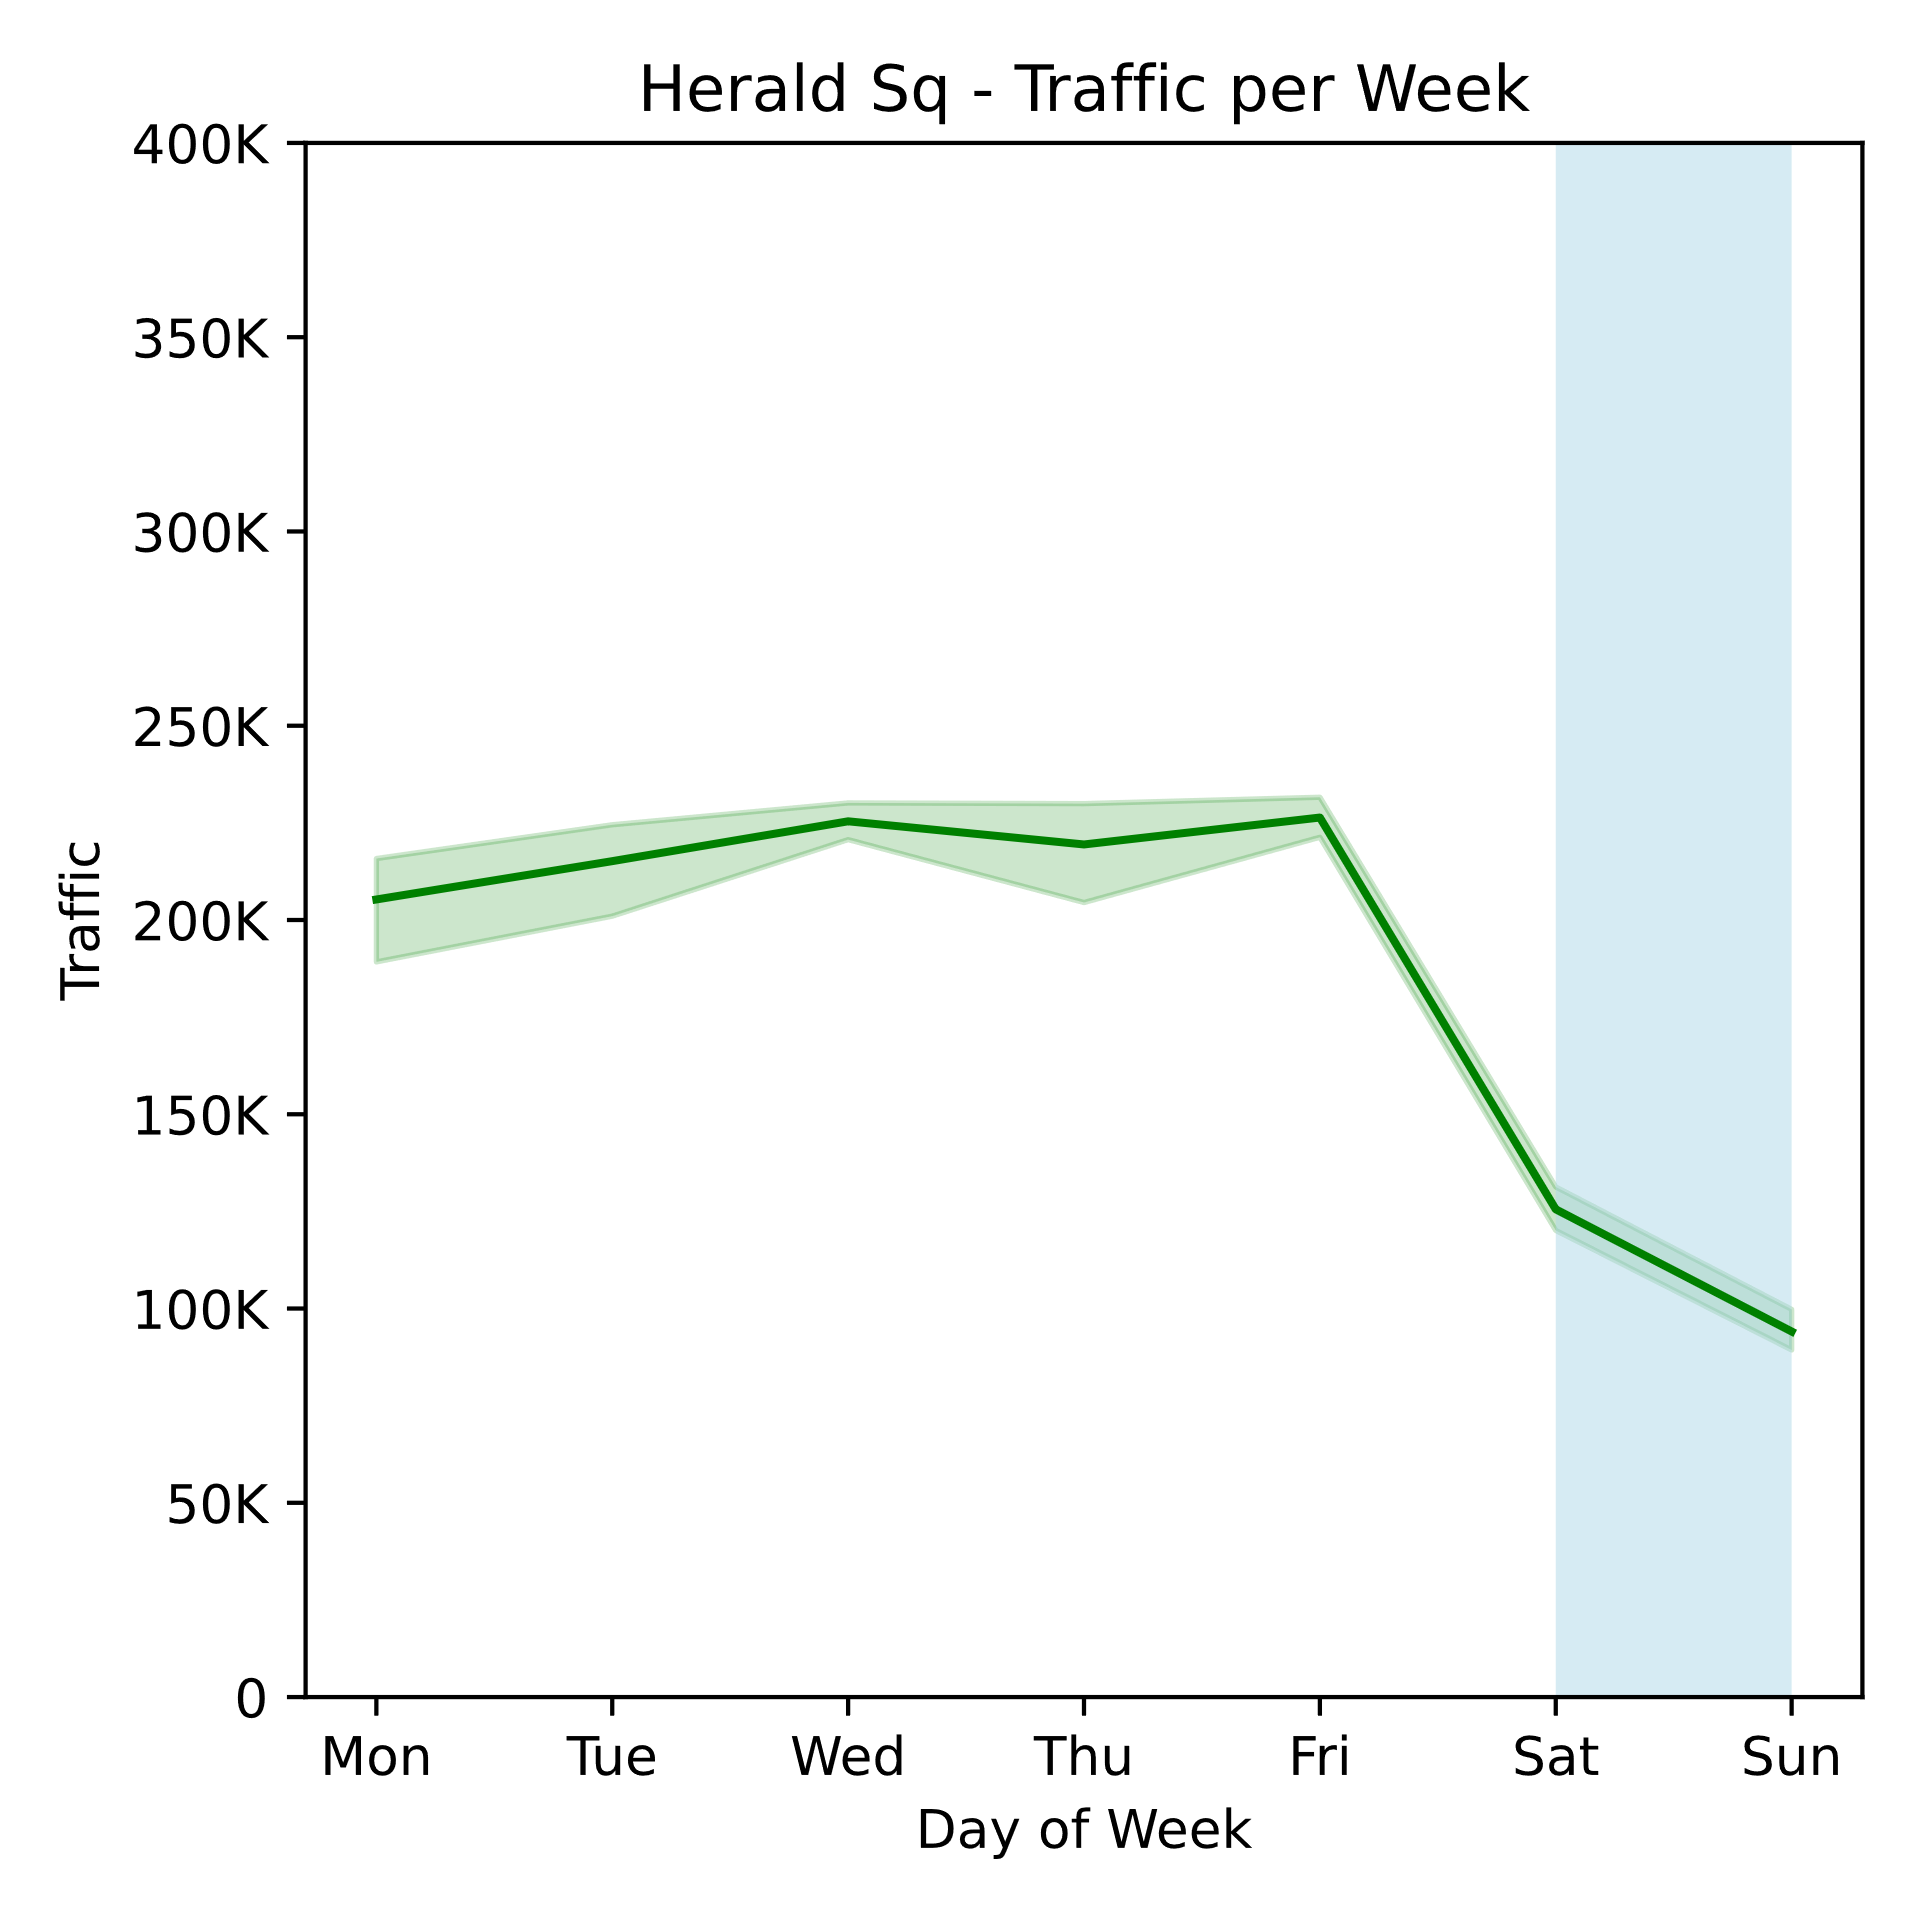 Herald Sq - Traffic per Week
400K
350K
300K
250K
200K
150K
100K
50K
0
Traffic
Mon Tue Wed Thu Fri Sat Sun
Day of Week